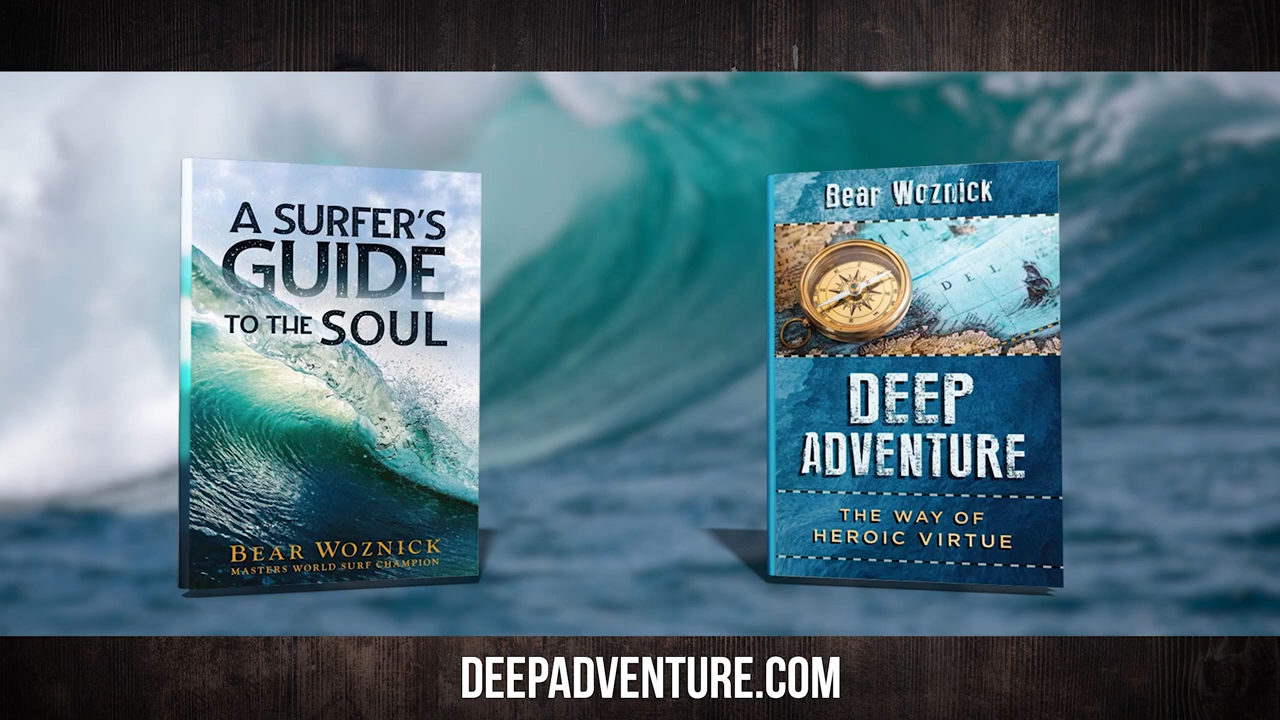 A SURFER'S
GUIDE
TO THE SOUL
BEAR WOZNICK
MASTERS WORLD SURF CHAMPION
Bear Woznick
DEL
DEEP
ADVENTURE
THE WAY OF
HEROIC VIRTUE
DEEPADVENTURE.COM